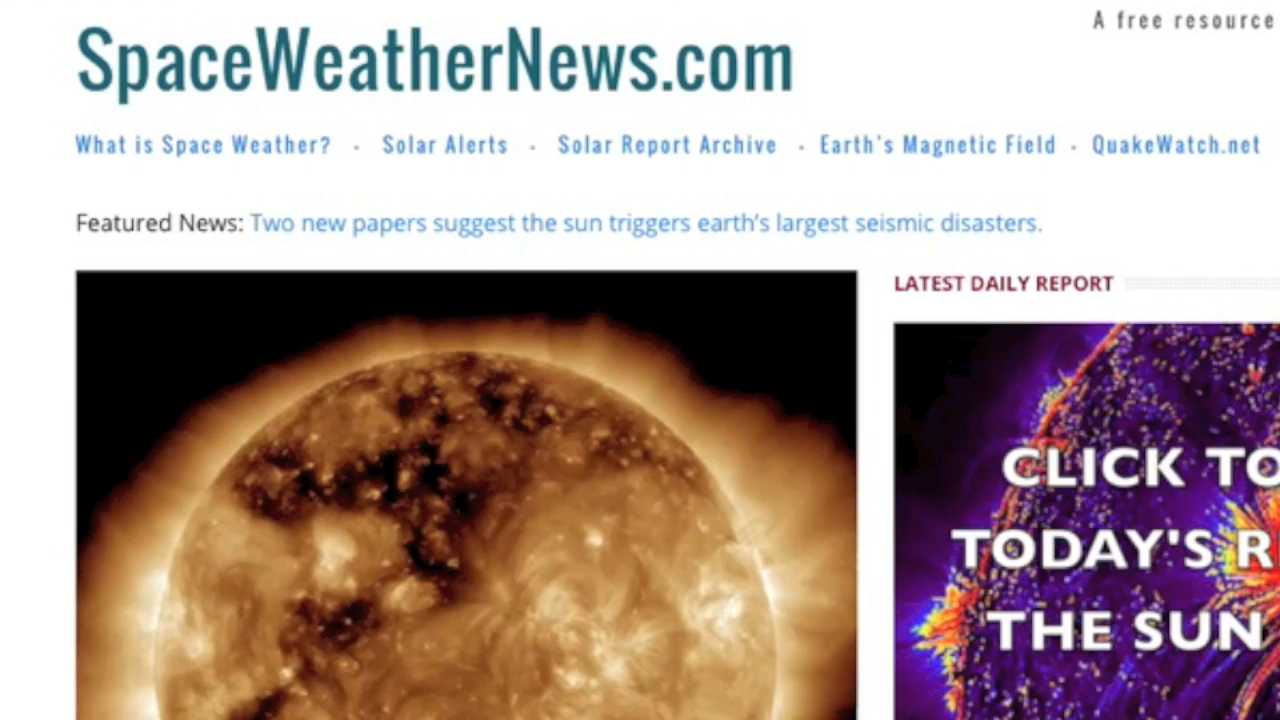 A free resource
SpaceWeatherNews.com
What is Space Weather? - Solar Alerts - Solar Report Archive - Earth's Magnetic Field - QuakeWatch.net
Featured News: Two new papers suggest the sun triggers earth’s largest seismic disasters.
LATEST DAILY REPORT
CLICK TO
TODAY'S R
THE SUN